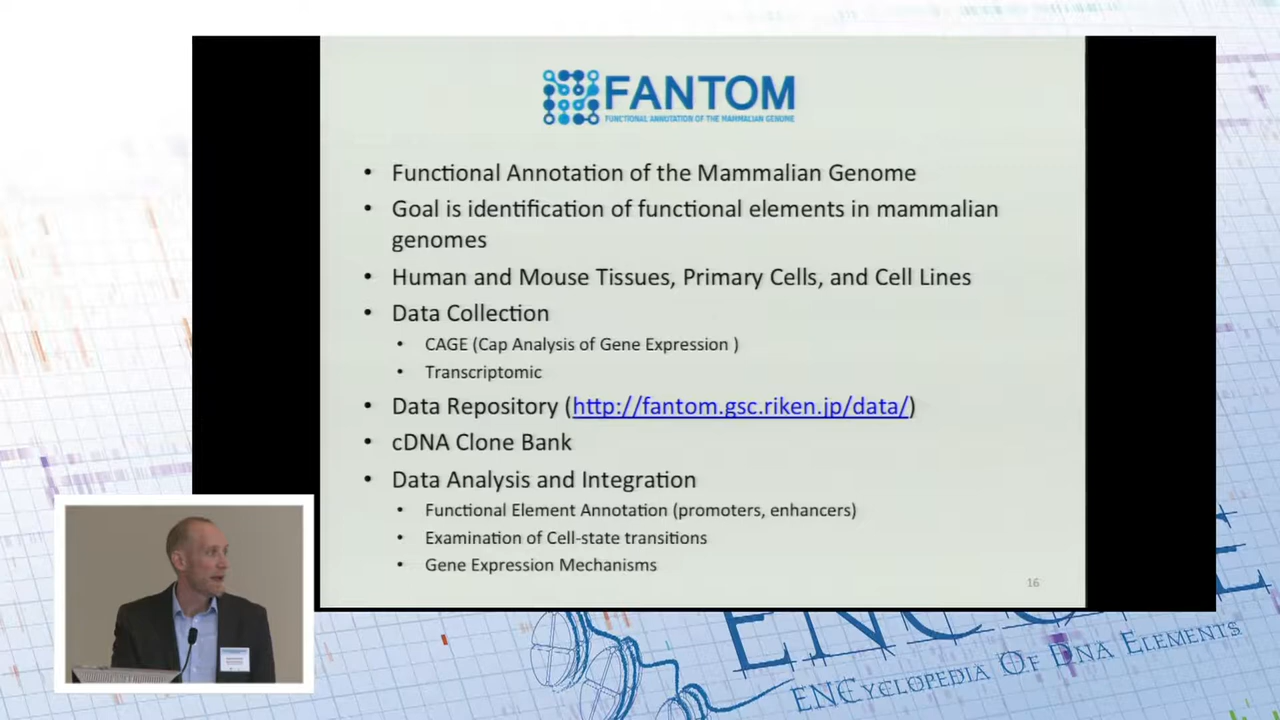 FANTOM
FUNCTIONAL ANNOTATION OF THE MAMMALIAN GENOME
• Functional Annotation of the Mammalian Genome
• Goal is identification of functional elements in mammalian
genomes
• Human and Mouse Tissues, Primary Cells, and Cell Lines
• Data Collection
• CAGE (Cap Analysis of Gene Expression )
• Transcriptomic
• Data Repository (http://fantom.gsc.riken.jp/data/)
• cDNA Clone Bank
• Data Analysis and Integration
• Functional Element Annotation (promoters, enhancers)
• Examination of Cell-state transitions
• Gene Expression Mechanisms
16
ENCYCLOPEDIA OF DNA ELEMENTS